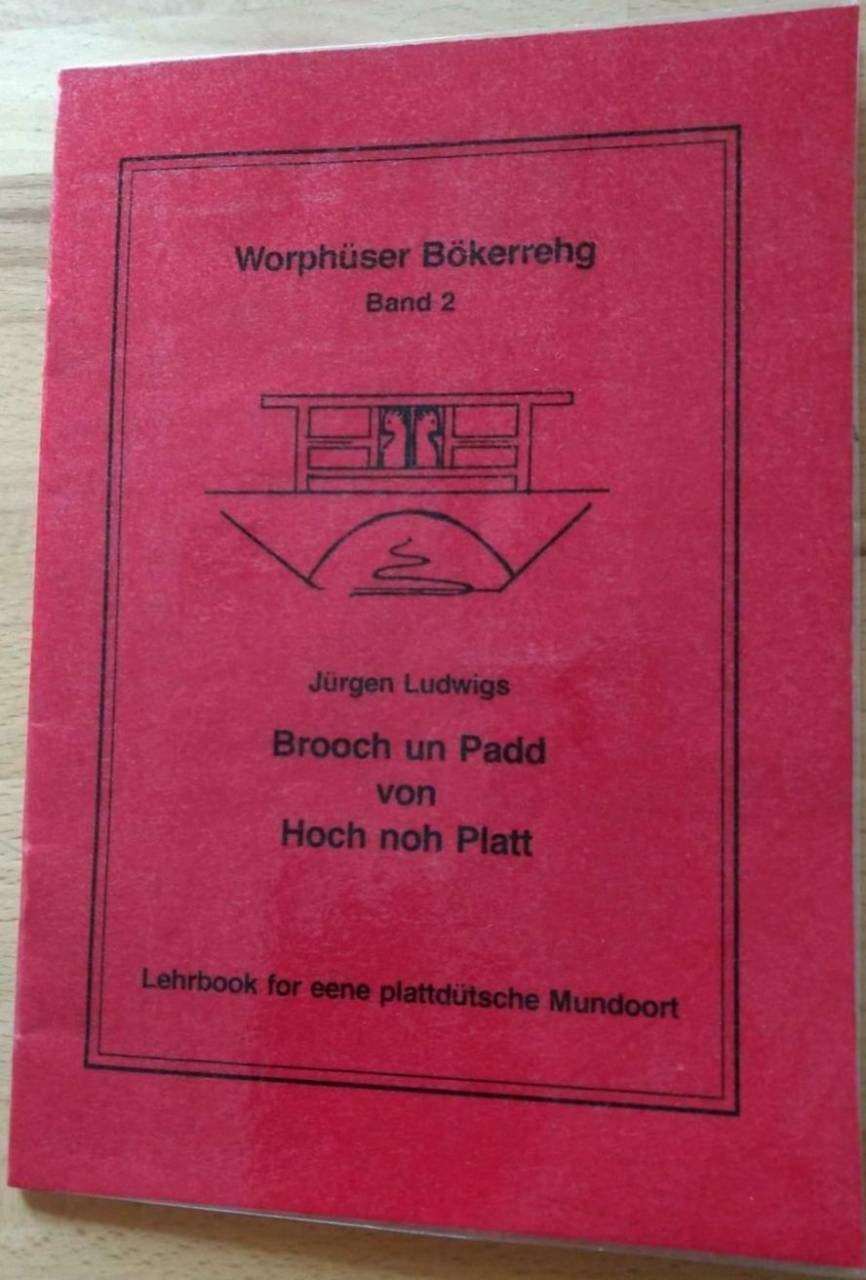 Worphüser Bökerrehg
Band 2
Jürgen Ludwigs
Brooch un Padd
von
Hoch noh Platt
Lehrbook for eene plattdütsche Mundoort